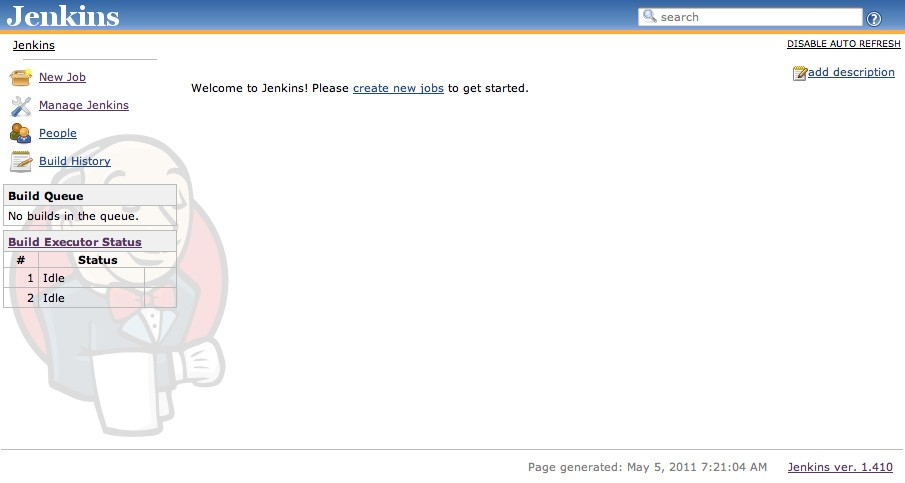 Jenkins
search
Jenkins
DISABLE AUTO REFRESH
add description
New Job
Manage Jenkins
People
Build History
Welcome to Jenkins! Please create new jobs to get started.
Build Queue
No builds in the queue.
Build Executor Status
# Status
1 Idle
2 Idle
Page generated: May 5, 2011 7:21:04 AM Jenkins ver. 1.410